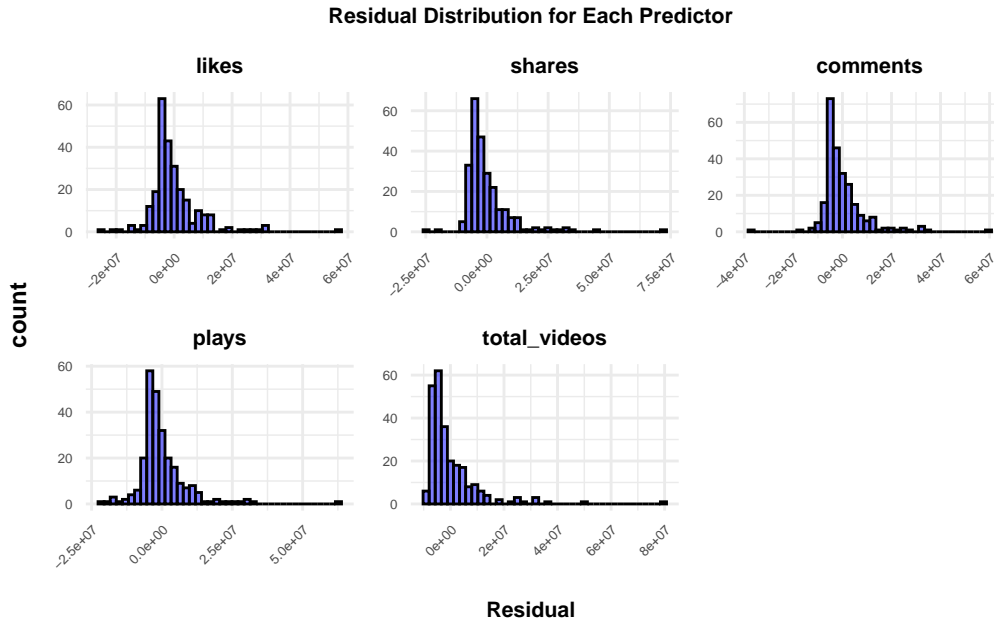 Residual Distribution for Each Predictor
likes
shares
comments
60
40
20
0
−2e+07
0e+00
2e+07
4e+07
6e+07
60
40
20
0
−2.5e+07
0.0e+00
2.5e+07
5.0e+07
7.5e+07
60
40
20
0
−4e+07
−2e+07
0e+00
2e+07
4e+07
6e+07
count
plays
total_videos
60
40
20
0
−2.5e+07
0.0e+00
2.5e+07
5.0e+07
60
40
20
0
0e+00
2e+07
4e+07
6e+07
8e+07
Residual